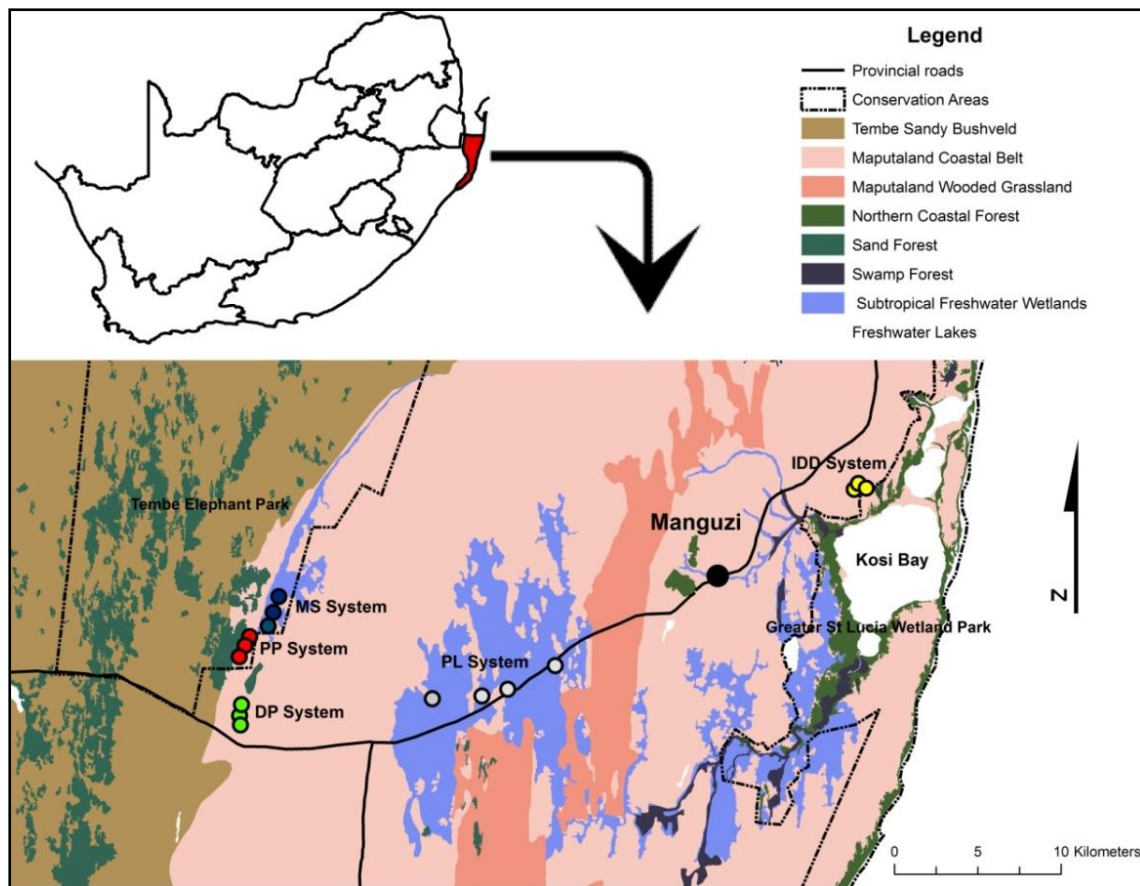 Legend
Provincial roads
Conservation Areas
Tembe Sandy Bushveld
Maputaland Coastal Belt
Maputaland Wooded Grassland
Northern Coastal Forest
Sand Forest
Swamp Forest
Subtropical Freshwater Wetlands
Freshwater Lakes
IDD System
Tembe Elephant Park
Manguzi
Kosi Bay
MS System
Greater St Lucia Wetland Park
PP System
PL System
DP System
N
0 5 10 Kilometers